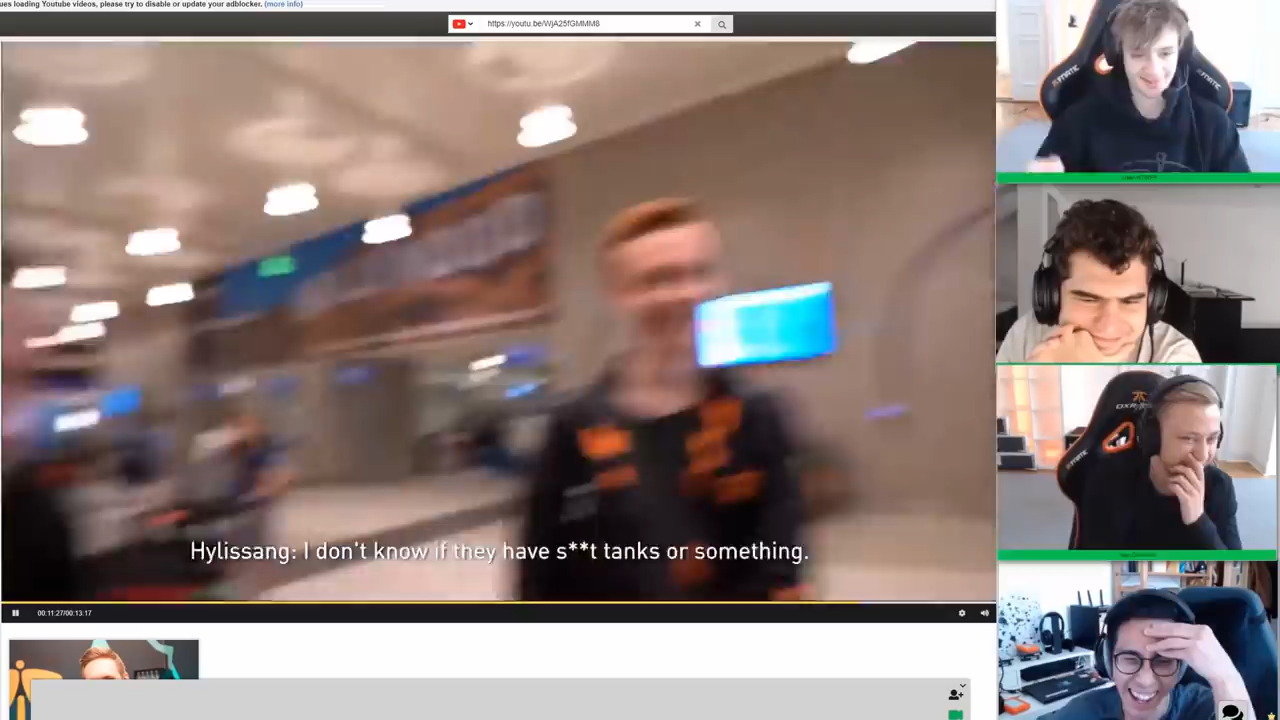 ues loading Youtube videos, please try to disable or update your adblocker. (more info)
https://youtu.be/WjA25fGMMM8
Hylissang: I don't know if they have s**t tanks or something.
00:11:27/00:13:17